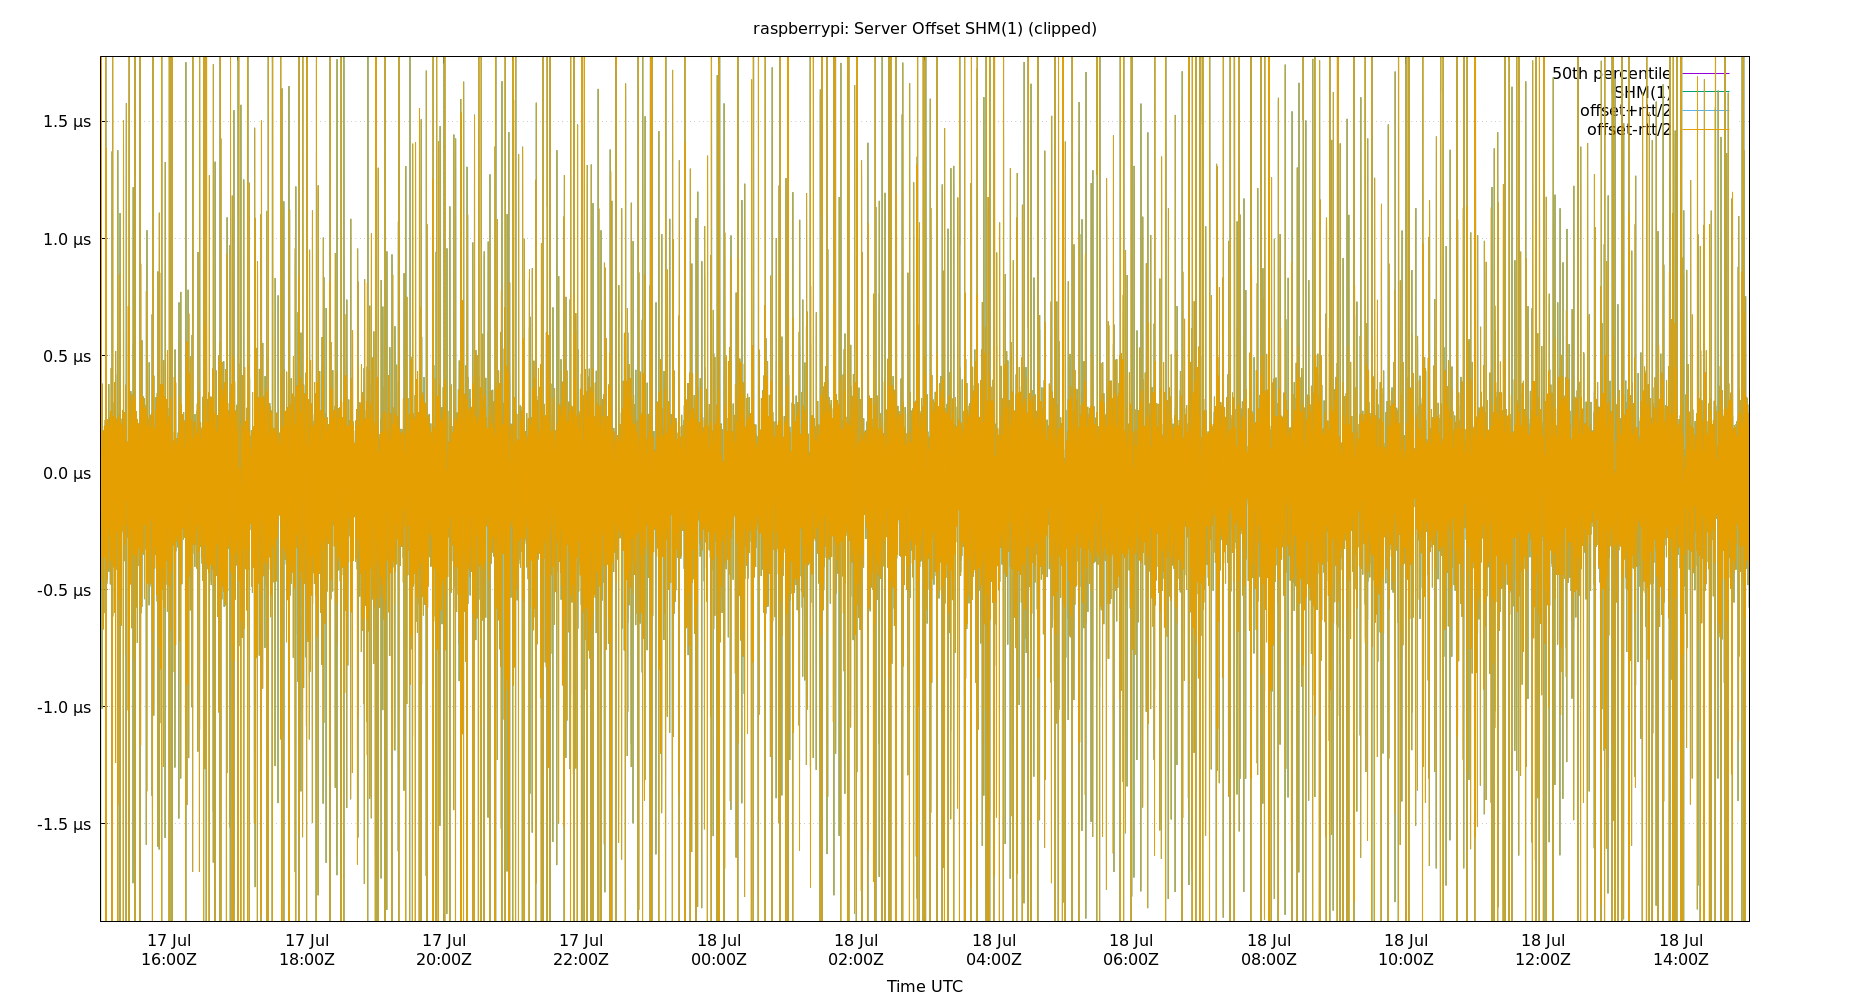 raspberrypi: Server Offset SHM(1) (clipped)
50th percentile
SHM(1)
offset+rtt/2
offset-rtt/2
1.5 µs
1.0 µs
0.5 µs
0.0 µs
-0.5 µs
-1.0 µs
-1.5 µs
17 Jul 17 Jul 17 Jul 17 Jul 18 Jul 18 Jul 18 Jul 18 Jul 18 Jul 18 Jul 18 Jul 18 Jul
16:00Z 18:00Z 20:00Z 22:00Z 00:00Z 02:00Z 04:00Z 06:00Z 08:00Z 10:00Z 12:00Z 14:00Z
Time UTC